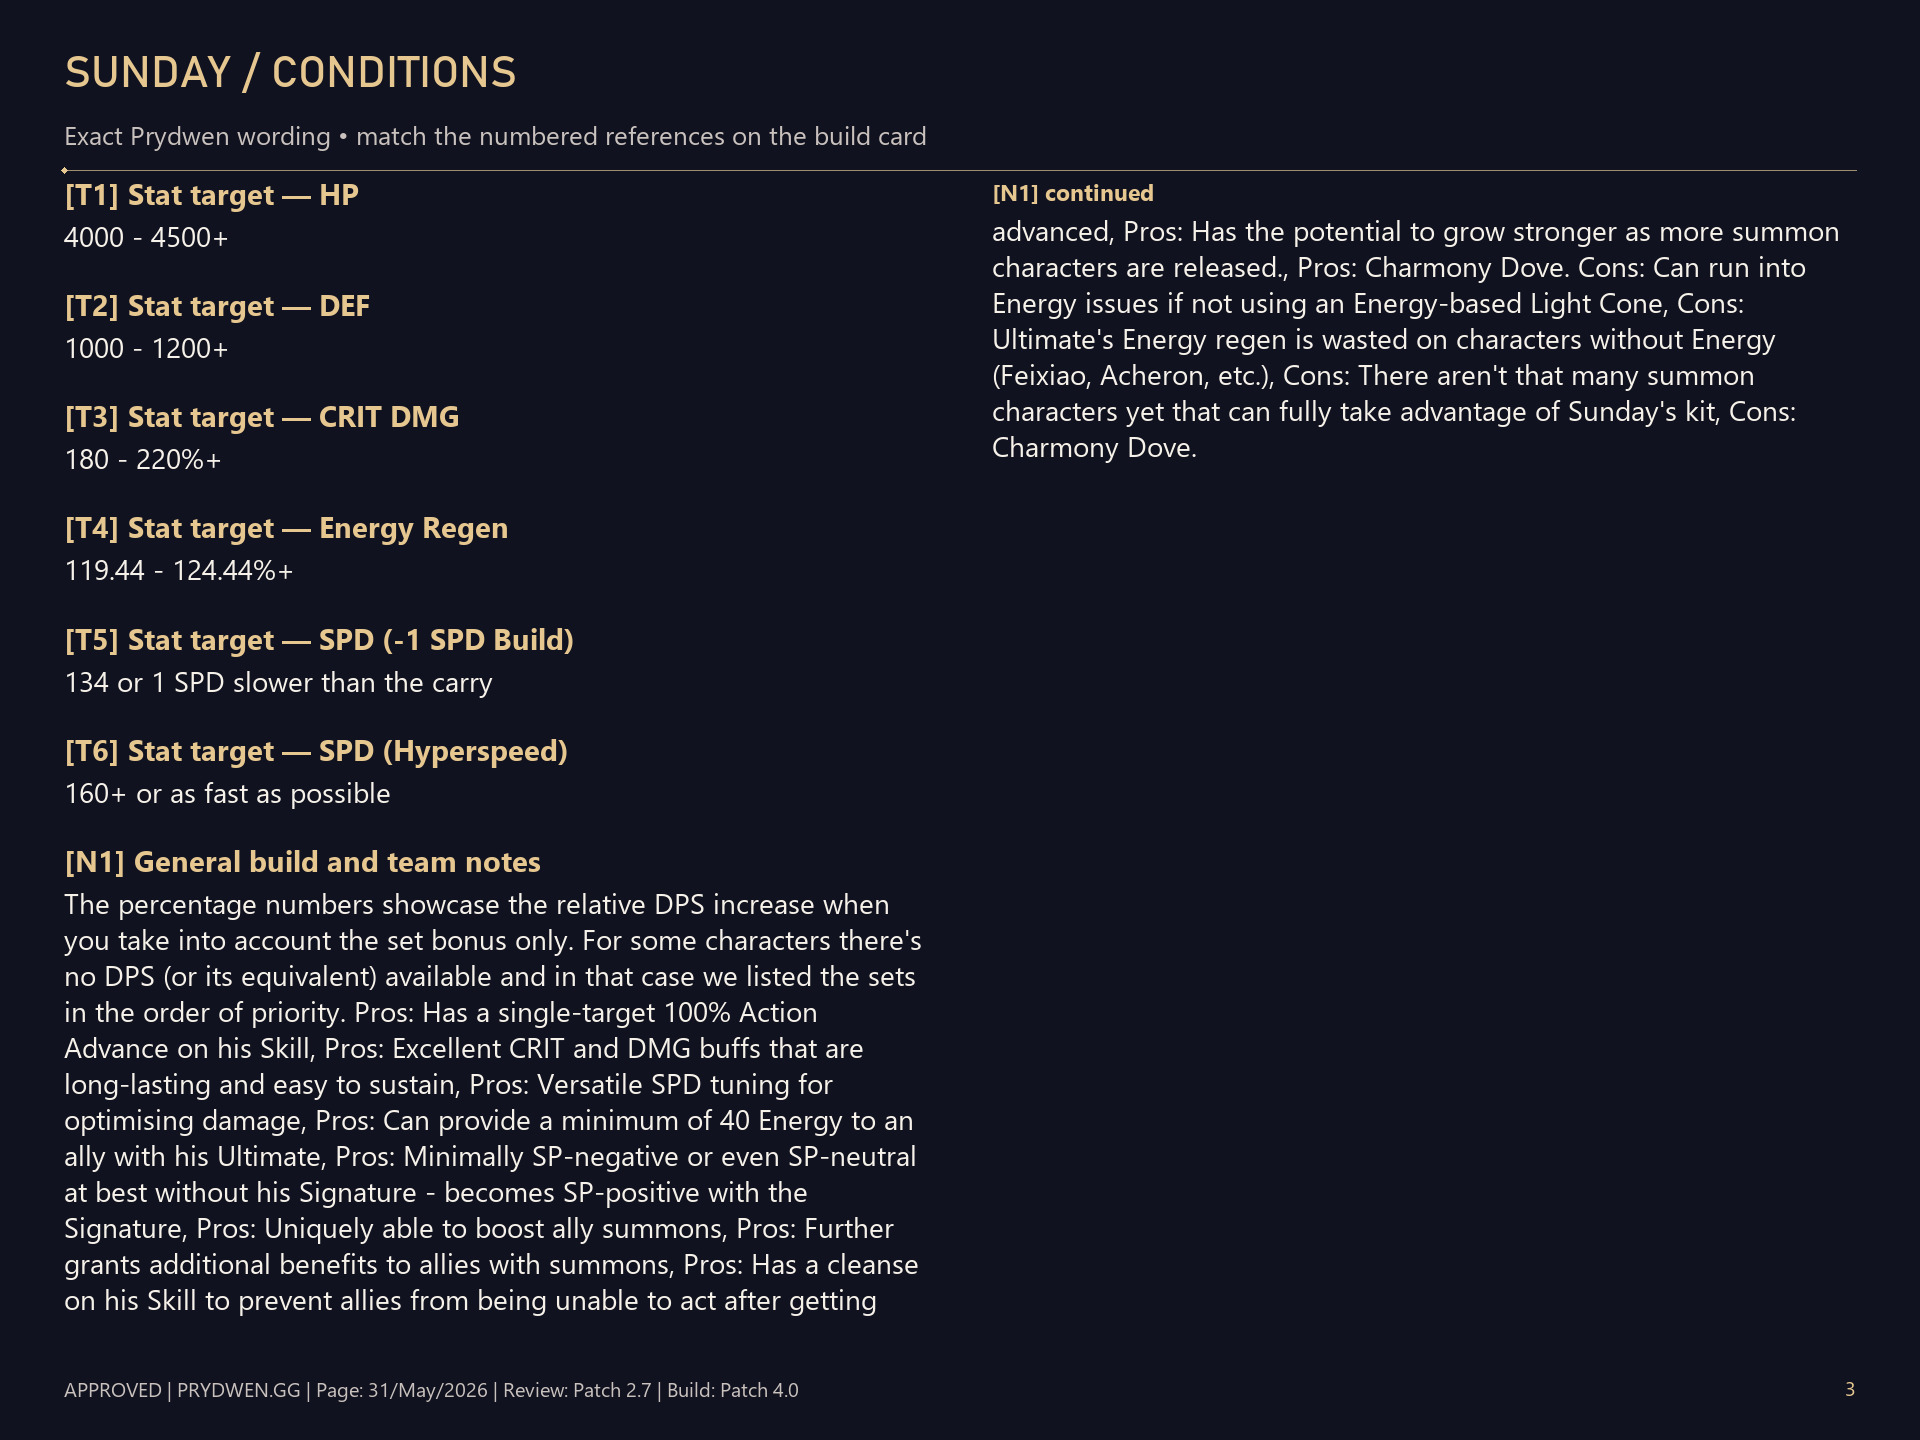 SUNDAY / CONDITIONS
Exact Prydwen wording • match the numbered references on the build card
[T1] Stat target — HP
4000 - 4500+
[T2] Stat target — DEF
1000 - 1200+
[T3] Stat target — CRIT DMG
180 - 220%+
[T4] Stat target — Energy Regen
119.44 - 124.44%+
[T5] Stat target — SPD (-1 SPD Build)
134 or 1 SPD slower than the carry
[T6] Stat target — SPD (Hyperspeed)
160+ or as fast as possible
[N1] General build and team notes
The percentage numbers showcase the relative DPS increase when
you take into account the set bonus only. For some characters there's
no DPS (or its equivalent) available and in that case we listed the sets
in the order of priority. Pros: Has a single-target 100% Action
Advance on his Skill, Pros: Excellent CRIT and DMG buffs that are
long-lasting and easy to sustain, Pros: Versatile SPD tuning for
optimising damage, Pros: Can provide a minimum of 40 Energy to an
ally with his Ultimate, Pros: Minimally SP-negative or even SP-neutral
at best without his Signature - becomes SP-positive with the
Signature, Pros: Uniquely able to boost ally summons, Pros: Further
grants additional benefits to allies with summons, Pros: Has a cleanse
on his Skill to prevent allies from being unable to act after getting
[N1] continued
advanced, Pros: Has the potential to grow stronger as more summon
characters are released., Pros: Charmony Dove. Cons: Can run into
Energy issues if not using an Energy-based Light Cone, Cons:
Ultimate's Energy regen is wasted on characters without Energy
(Feixiao, Acheron, etc.), Cons: There aren't that many summon
characters yet that can fully take advantage of Sunday's kit, Cons:
Charmony Dove.
APPROVED | PRYDWEN.GG | Page: 31/May/2026 | Review: Patch 2.7 | Build: Patch 4.0
3